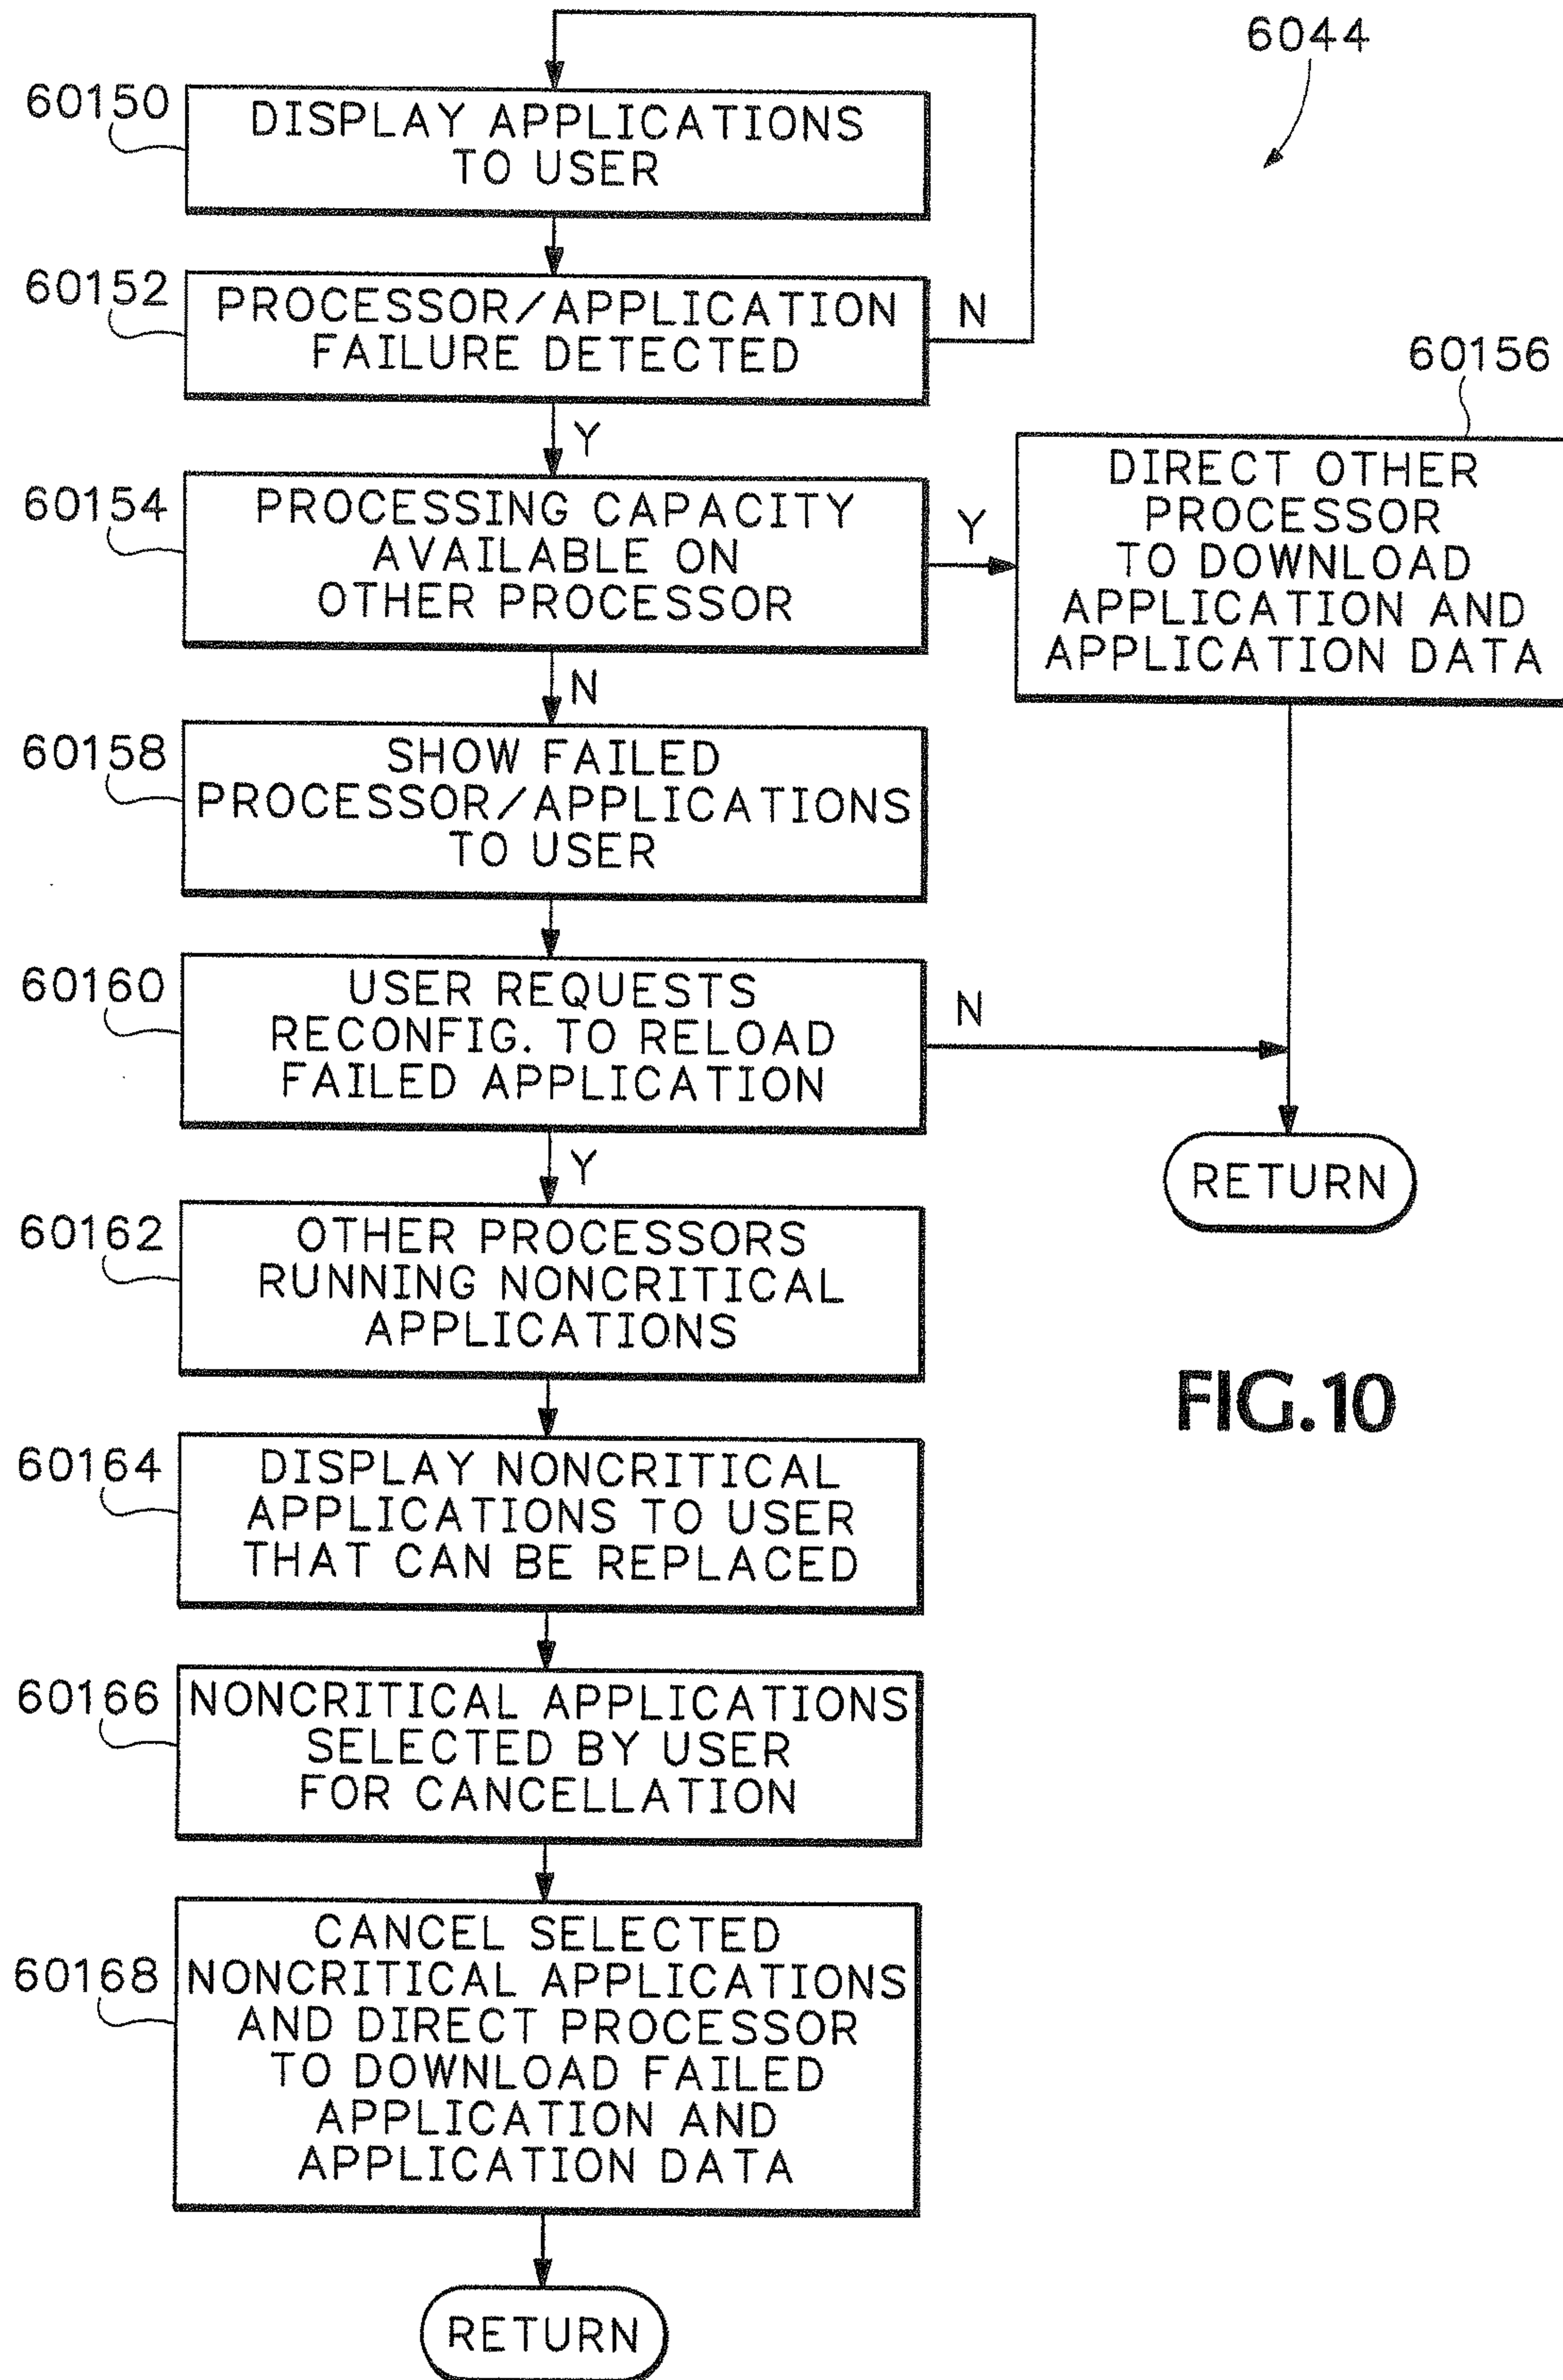 6044
60150
DISPLAY APPLICATIONS
TO USER
60152
PROCESSOR/APPLICATION
FAILURE DETECTED
N
Y
60154
PROCESSING CAPACITY
AVAILABLE ON
OTHER PROCESSOR
Y
60156
DIRECT OTHER
PROCESSOR
TO DOWNLOAD
APPLICATION AND
APPLICATION DATA
N
60158
SHOW FAILED
PROCESSOR/APPLICATIONS
TO USER
60160
USER REQUESTS
RECONFIG. TO RELOAD
FAILED APPLICATION
N
RETURN
Y
60162
OTHER PROCESSORS
RUNNING NONCRITICAL
APPLICATIONS
FIG.10
60164
DISPLAY NONCRITICAL
APPLICATIONS TO USER
THAT CAN BE REPLACED
60166
NONCRITICAL APPLICATIONS
SELECTED BY USER
FOR CANCELLATION
60168
CANCEL SELECTED
NONCRITICAL APPLICATIONS
AND DIRECT PROCESSOR
TO DOWNLOAD FAILED
APPLICATION AND
APPLICATION DATA
RETURN